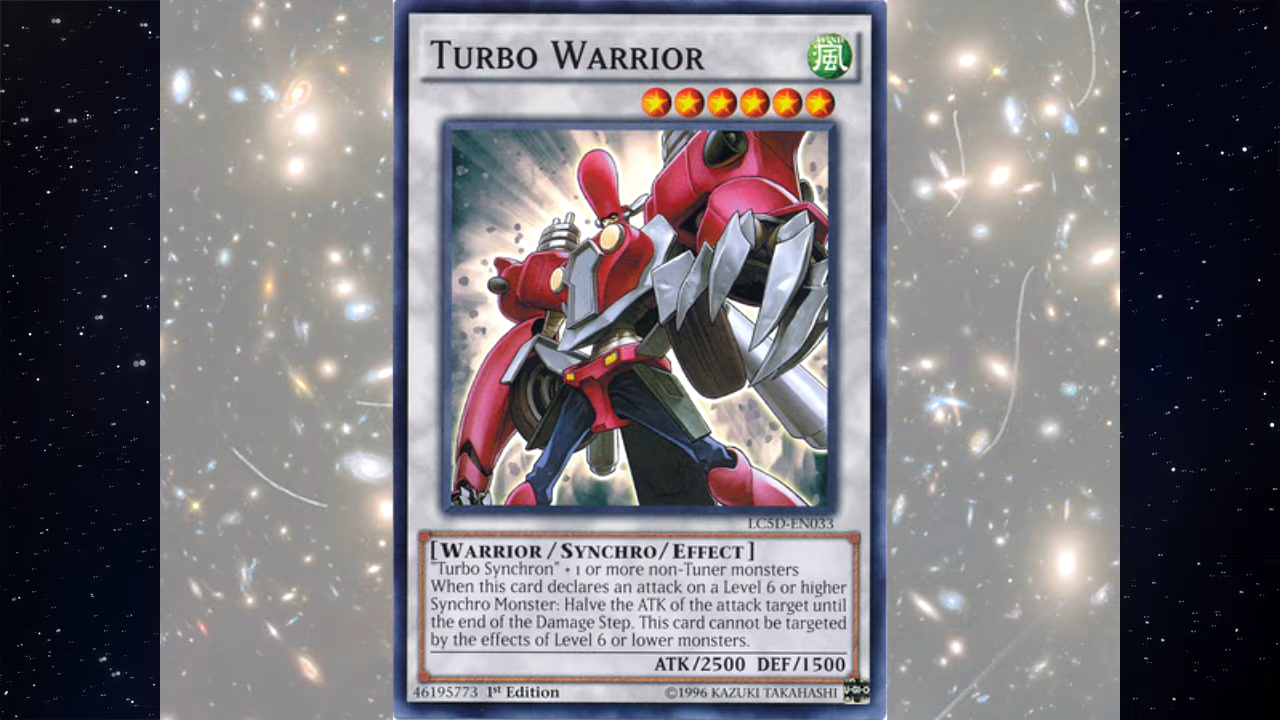 TURBO WARRIOR
WIND
風
LC5D-EN033
[WARRIOR/SYNCHRO/EFFECT]
"Turbo Synchron" + 1 or more non-Tuner monsters
When this card declares an attack on a Level 6 or higher
Synchro Monster: Halve the ATK of the attack target until
the end of the Damage Step. This card cannot be targeted
by the effects of Level 6 or lower monsters.
ATK/2500 DEF/1500
46195773 1st Edition ©1996 KAZUKI TAKAHASHI